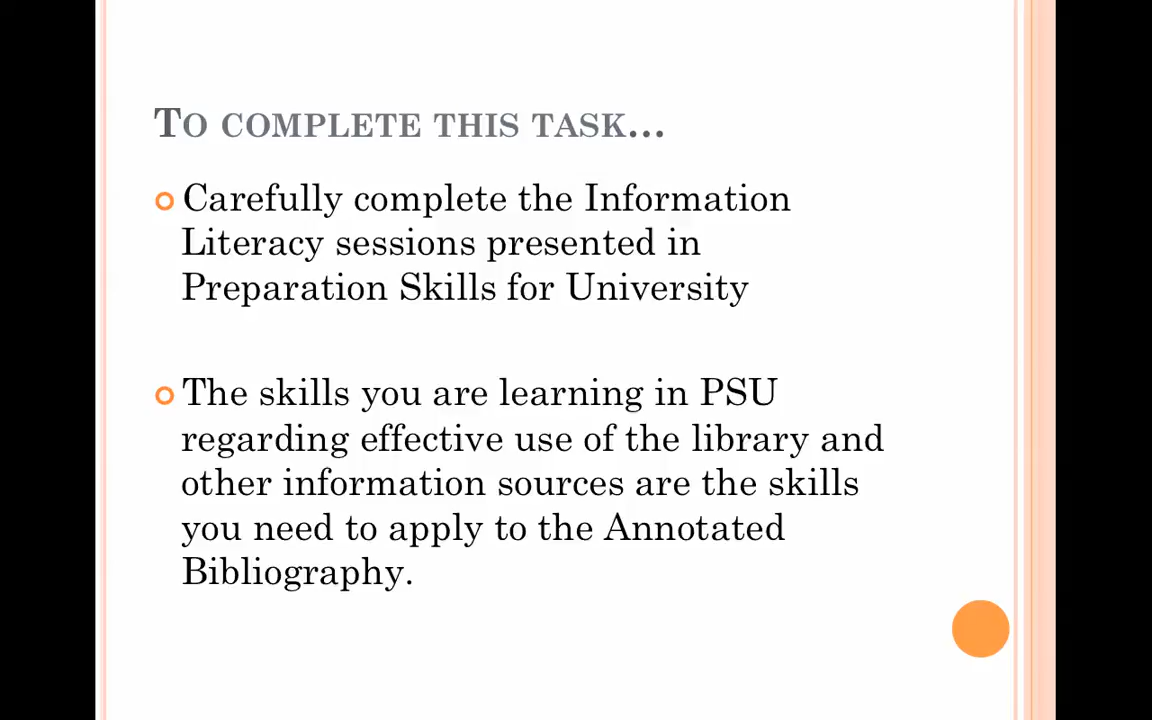 To complete this task…
Carefully complete the Information
Literacy sessions presented in
Preparation Skills for University
The skills you are learning in PSU
regarding effective use of the library and
other information sources are the skills
you need to apply to the Annotated
Bibliography.